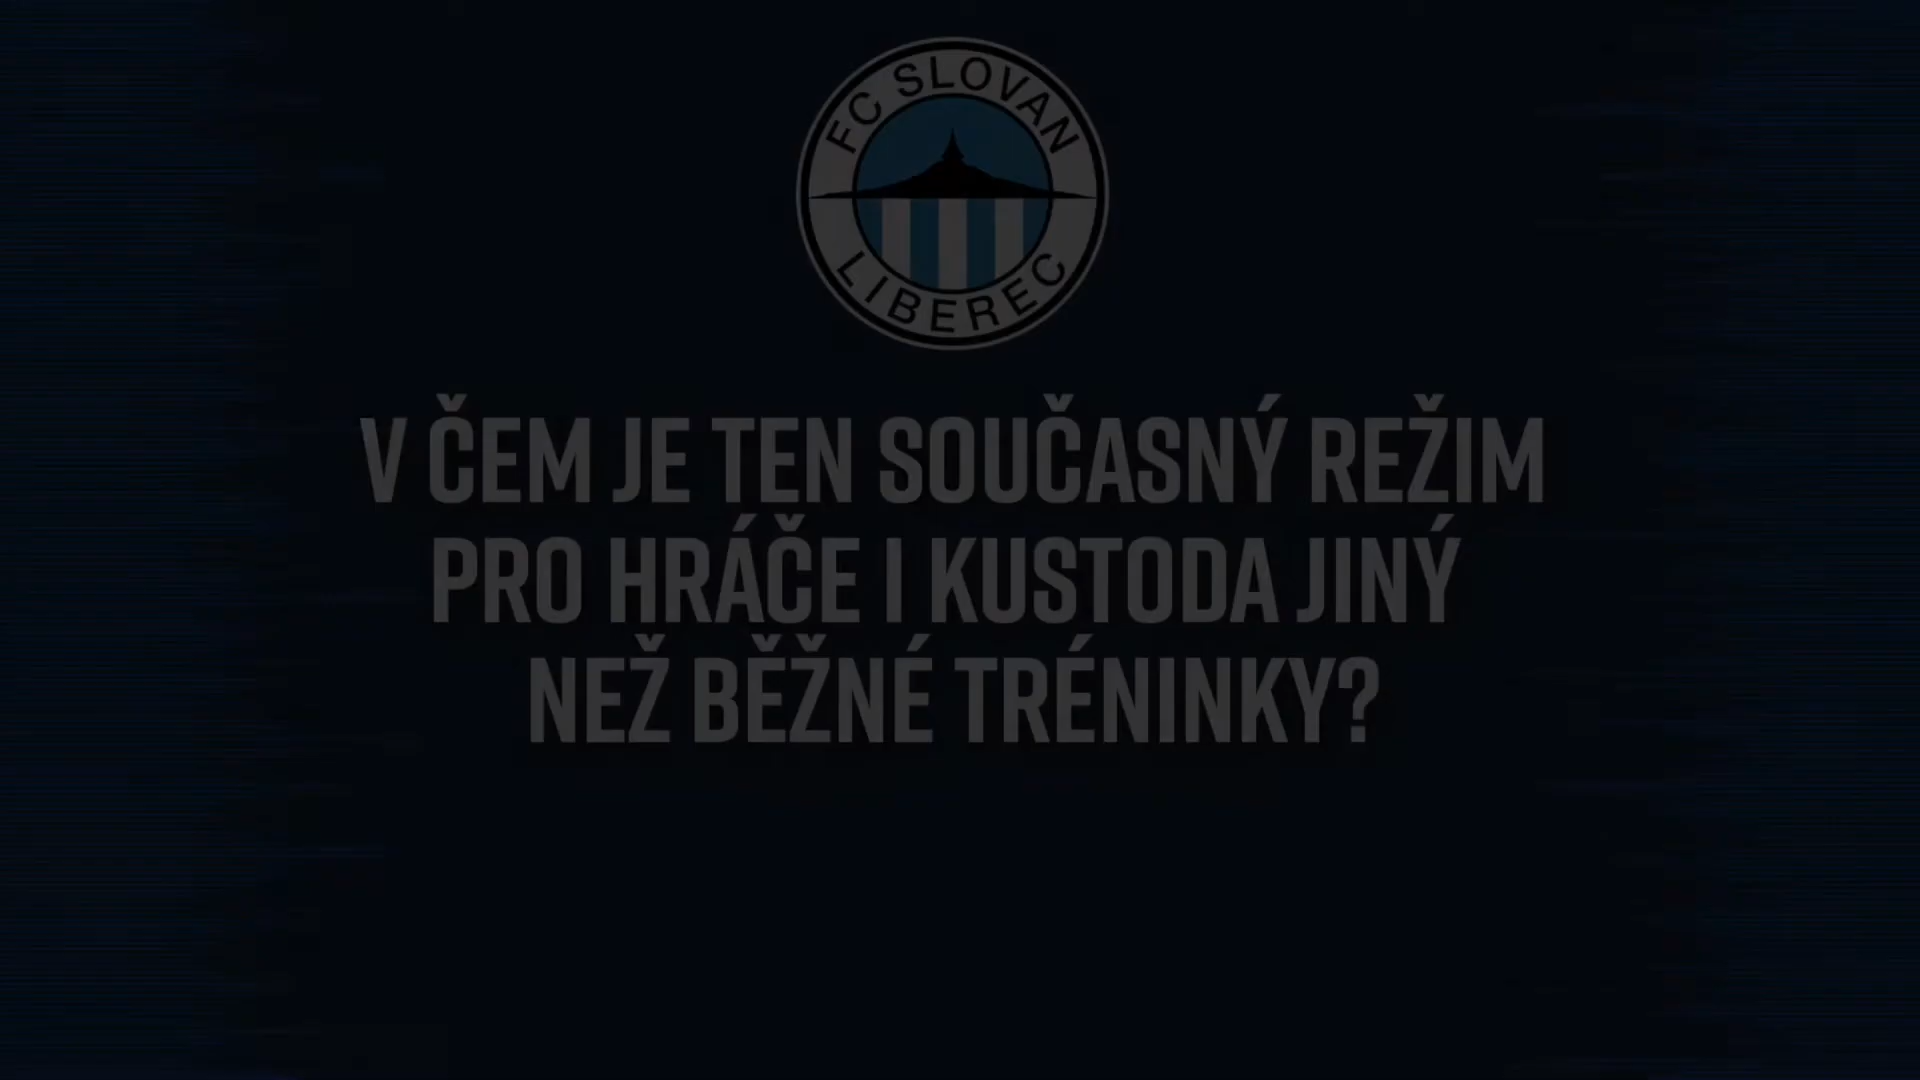 FC SLOVAN
LIBEREC
V ČEM JE TEN SOUČASNÝ REŽIM
PRO HRÁČE I KUSTODA JINÝ
NEŽ BĚŽNÉ TRÉNINKY?